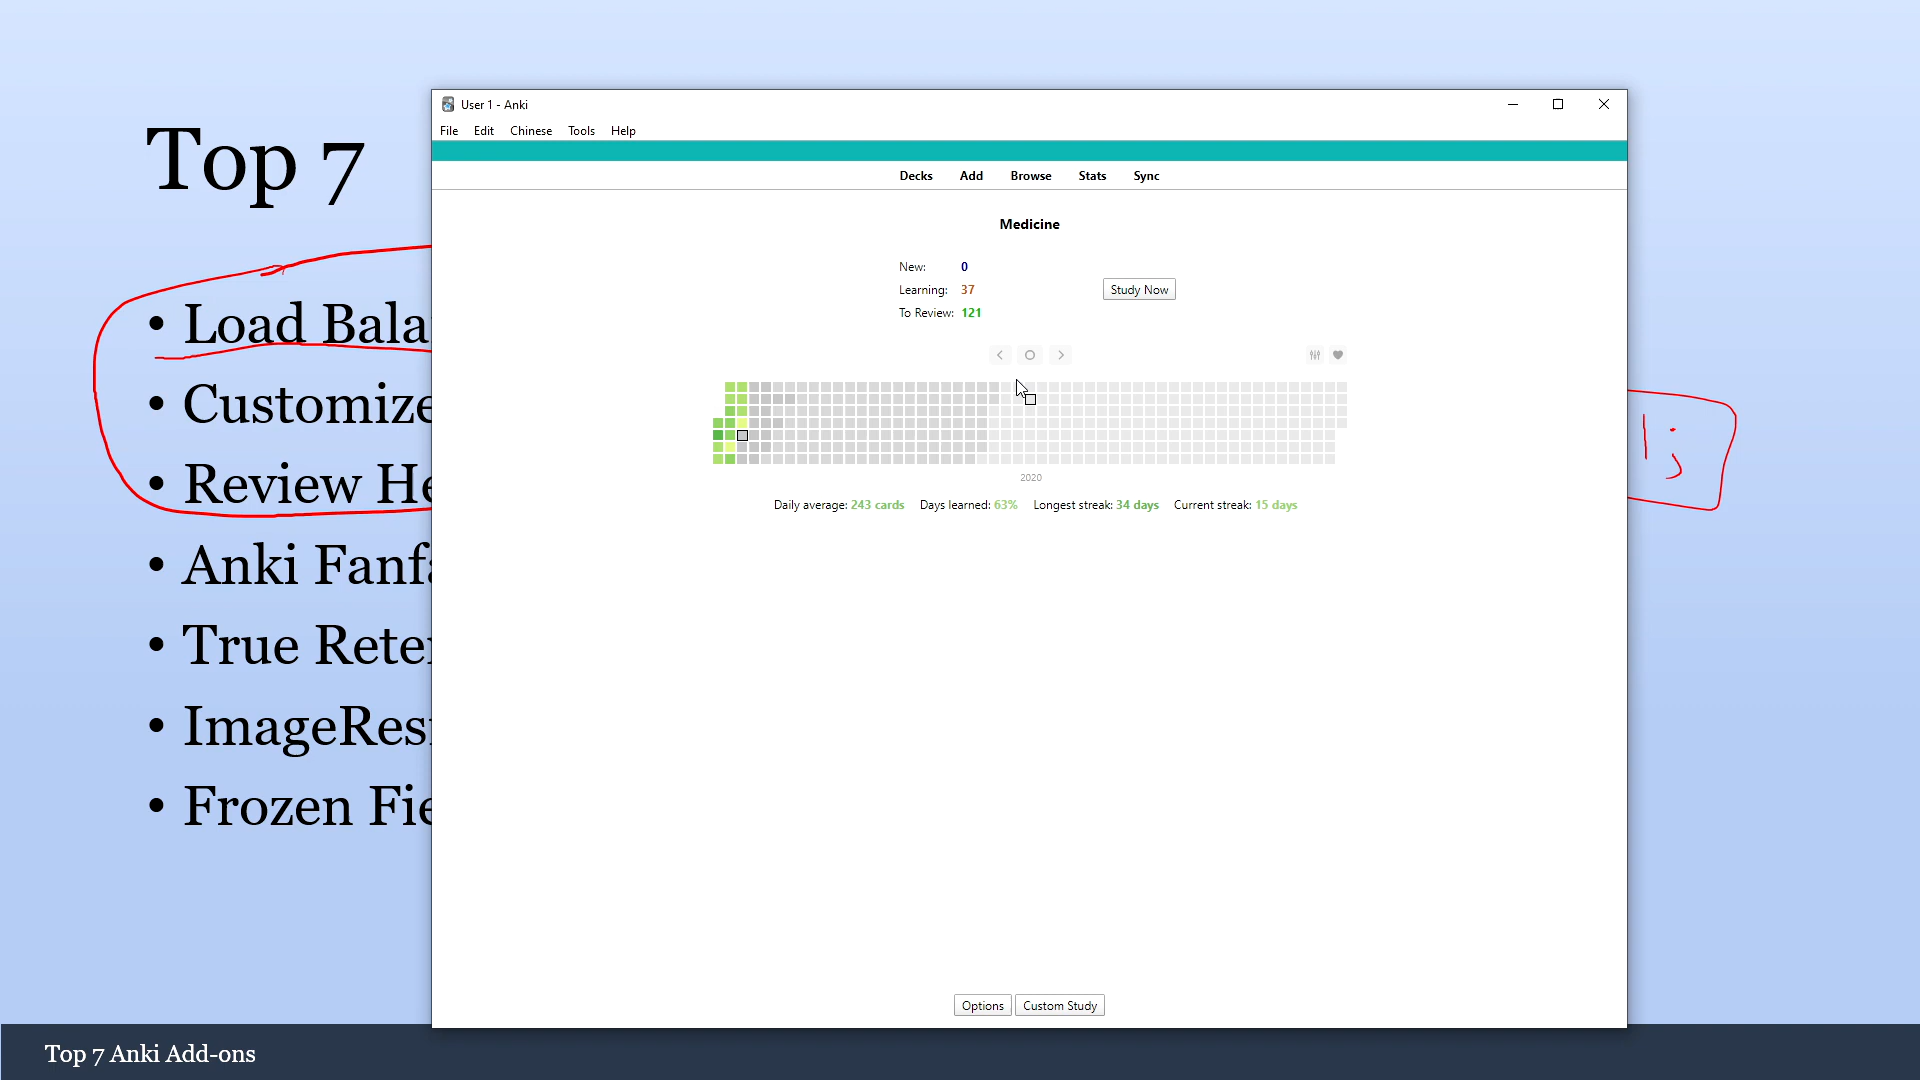 Top 7
• Load Bala
• Customize
• Review He
• Anki Fanfa
• True Reten
• ImageResi
• Frozen Fie
Top 7 Anki Add-ons
User 1 - Anki
File Edit Chinese Tools Help
Decks Add Browse Stats Sync
Medicine
New: 0
Learning: 37
Study Now
To Review: 121
2020
Daily average: 243 cards Days learned: 63% Longest streak: 34 days Current streak: 15 days
Options Custom Study